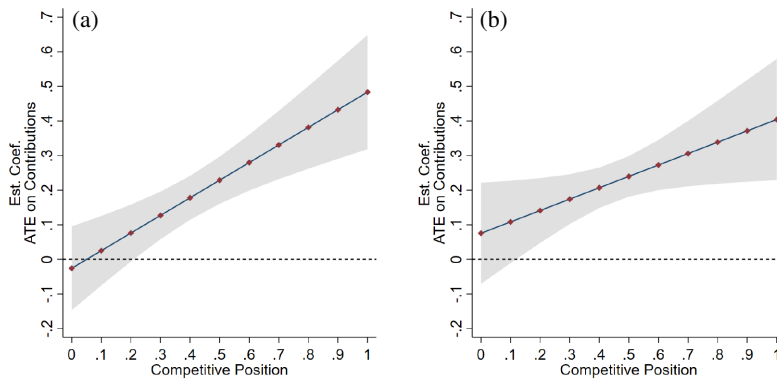 (a)
Est. Coef.
ATE on Contributions
.7
.6
.5
.4
.3
.2
.1
0
-.1
-.2
0 .1 .2 .3 .4 .5 .6 .7 .8 .9 1
Competitive Position
(b)
Est. Coef.
ATE on Contributions
.7
.6
.5
.4
.3
.2
.1
0
-.1
-.2
0 .1 .2 .3 .4 .5 .6 .7 .8 .9 1
Competitive Position